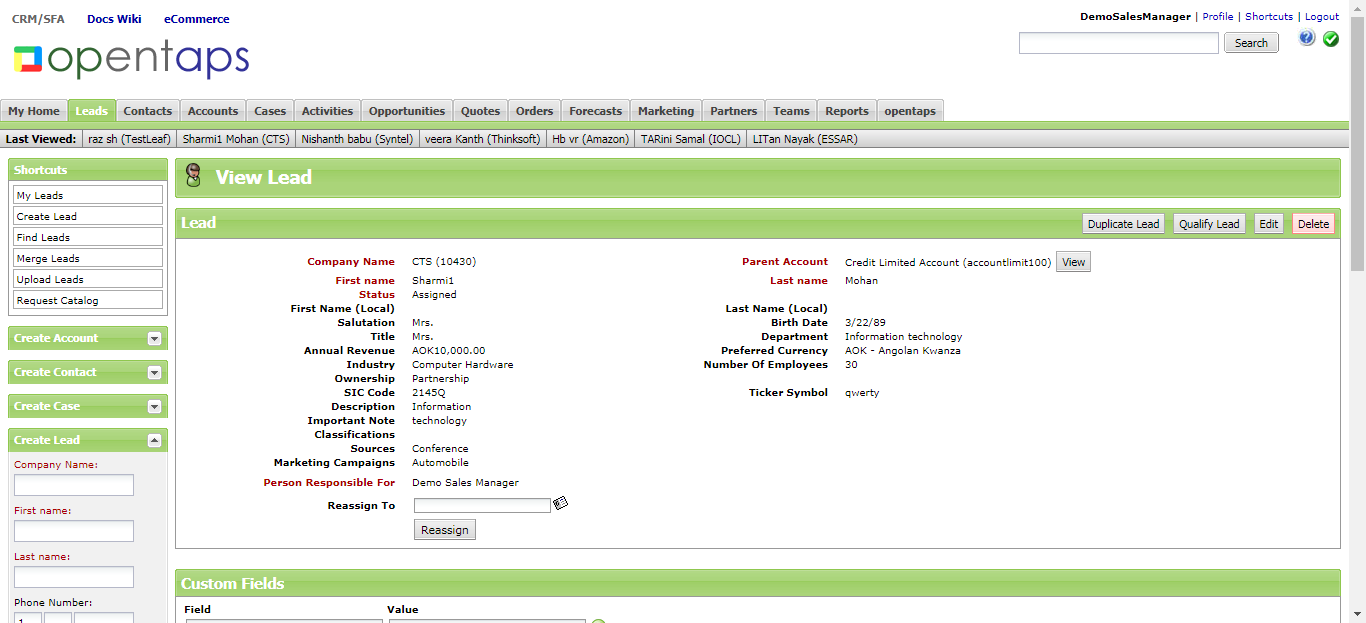 CRM/SFA Docs Wiki eCommerce
DemoSalesManager | Profile | Shortcuts | Logout
opentaps
Search
My Home Leads Contacts Accounts Cases Activities Opportunities Quotes Orders Forecasts Marketing Partners Teams Reports opentaps
Last Viewed: raz sh (TestLeaf) Sharmi1 Mohan (CTS) Nishanth babu (Syntel) veera Kanth (Thinksoft) Hb vr (Amazon) TARini Samal (IOCL) LITan Nayak (ESSAR)
Shortcuts
My Leads
Create Lead
Find Leads
Merge Leads
Upload Leads
Request Catalog
Create Account
Create Contact
Create Case
Create Lead
Company Name:
First name:
Last name:
Phone Number:
1
View Lead
Lead Duplicate Lead Qualify Lead Edit Delete
Company Name CTS (10430) Parent Account Credit Limited Account (accountlimit100) View
First name Sharmi1 Last name Mohan
Status Assigned
First Name (Local) Last Name (Local)
Salutation Mrs. Birth Date 3/22/89
Title Mrs. Department Information technology
Annual Revenue AOK10,000.00 Preferred Currency AOK - Angolan Kwanza
Industry Computer Hardware Number Of Employees 30
Ownership Partnership
SIC Code 2145Q Ticker Symbol qwerty
Description Information
Important Note technology
Classifications
Sources Conference
Marketing Campaigns Automobile
Person Responsible For Demo Sales Manager
Reassign To
Reassign
Custom Fields
Field Value